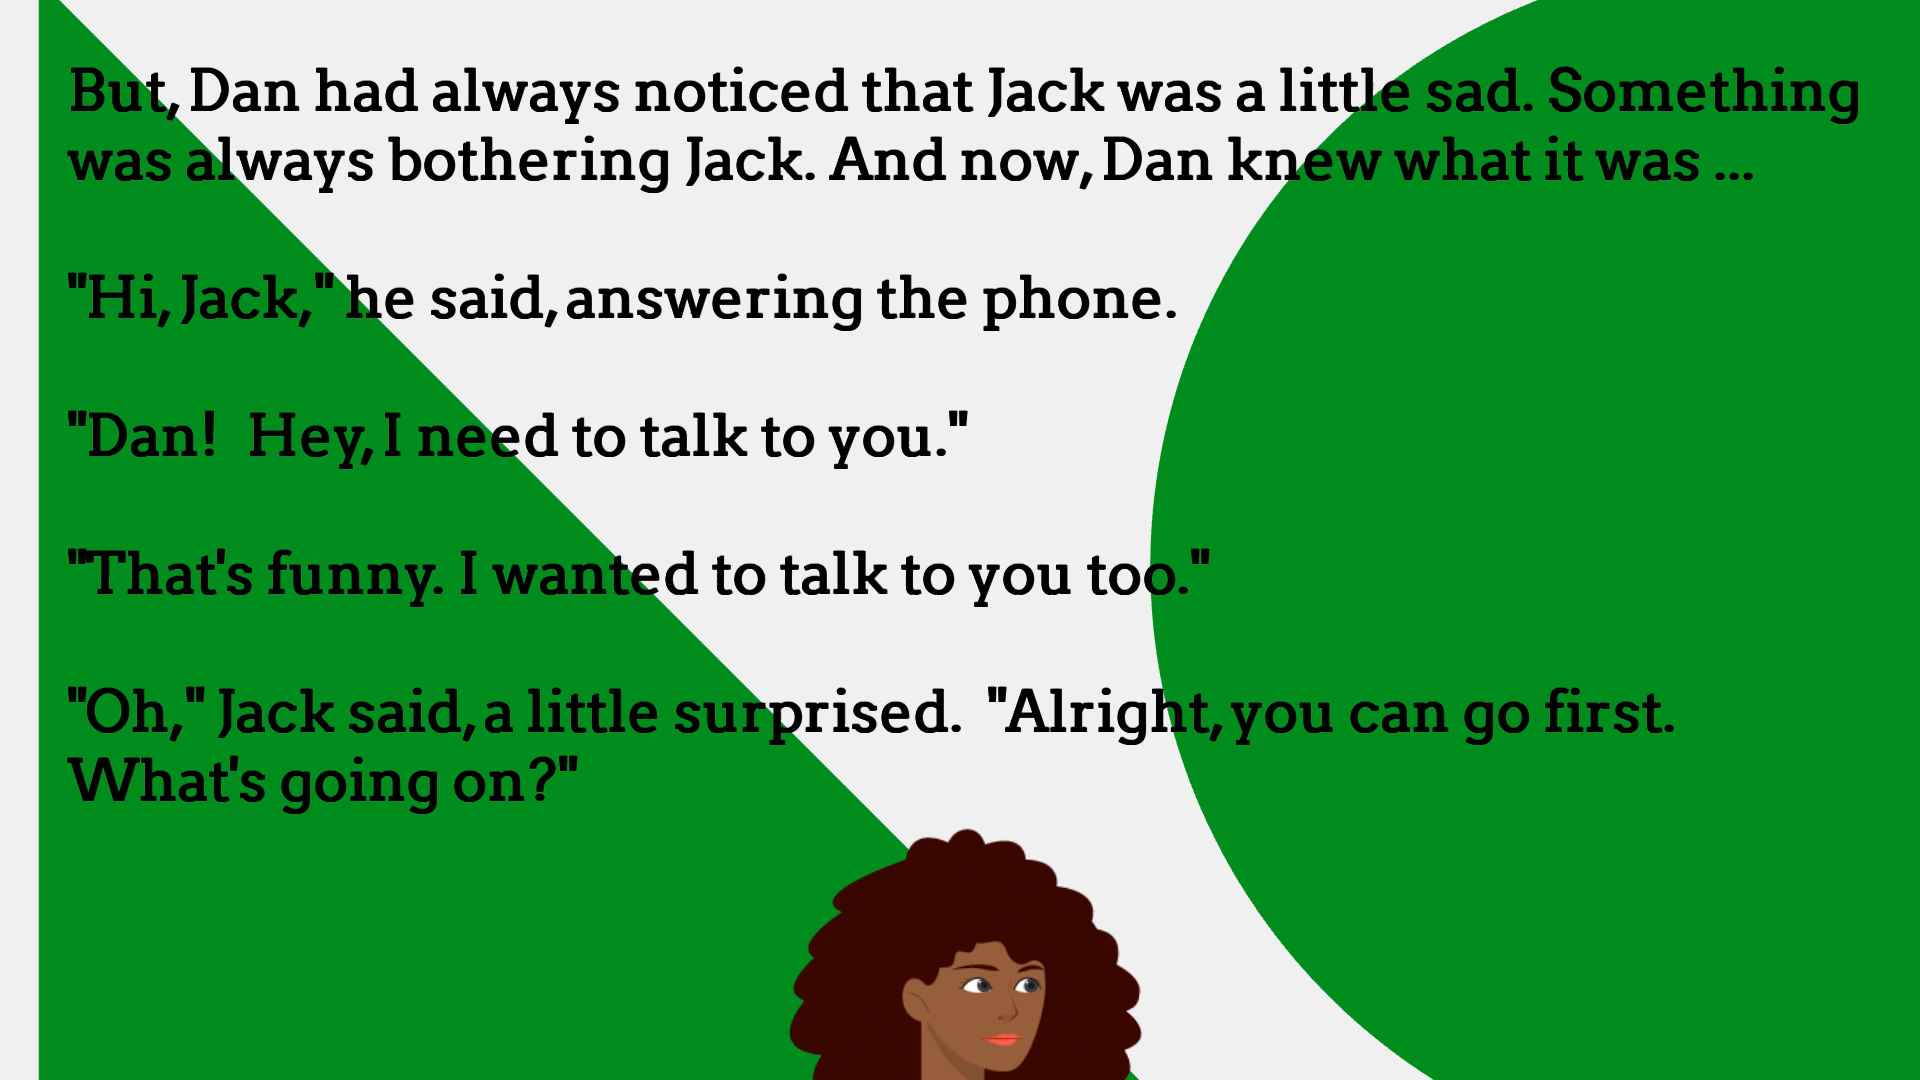 But, Dan had always noticed that Jack was a little sad. Something
was always bothering Jack. And now, Dan knew what it was ...
"Hi, Jack," he said, answering the phone.
"Dan!  Hey, I need to talk to you."
"That's funny. I wanted to talk to you too."
"Oh," Jack said, a little surprised.  "Alright, you can go first.
What's going on?"